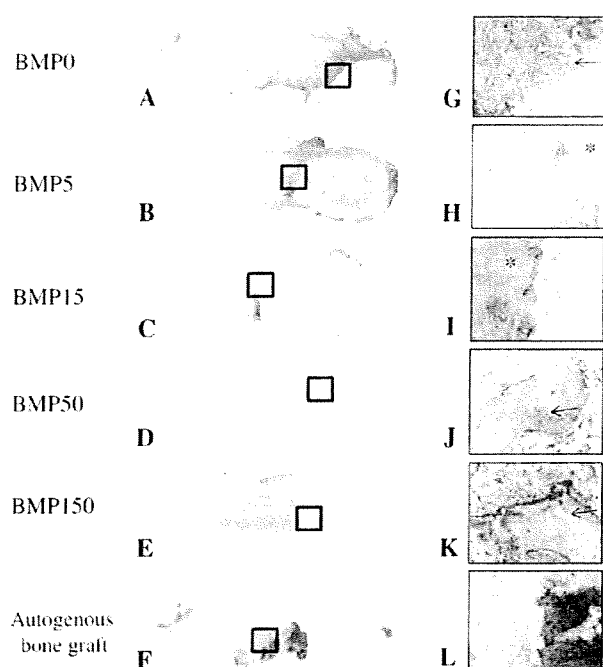 BMP0
A
G
BMP5
B
H
*
BMP15
C
I
*
BMP50
D
J
BMP150
E
K
Autogenous
bone graft
F
L